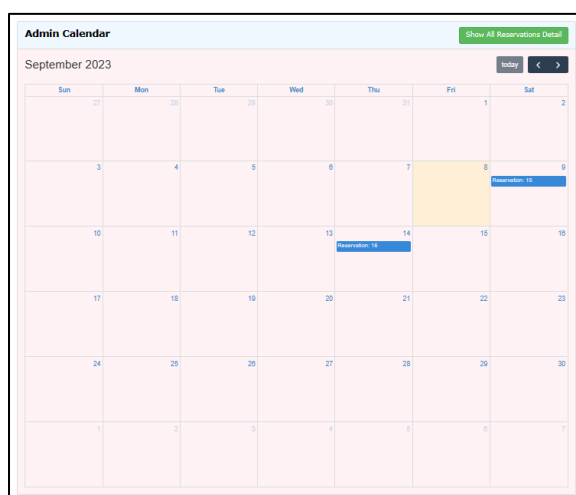 Admin Calendar Show All Reservations Detail
September 2023 today
Sun Mon Tue Wed Thu Fri Sat
27 28 29 30 31 1 2
3 4 5 6 7 8 9
Reservation: 15
10 11 12 13 14 15 16
Reservation: 16
17 18 19 20 21 22 23
24 25 26 27 28 29 30
1 2 3 4 5 6 7